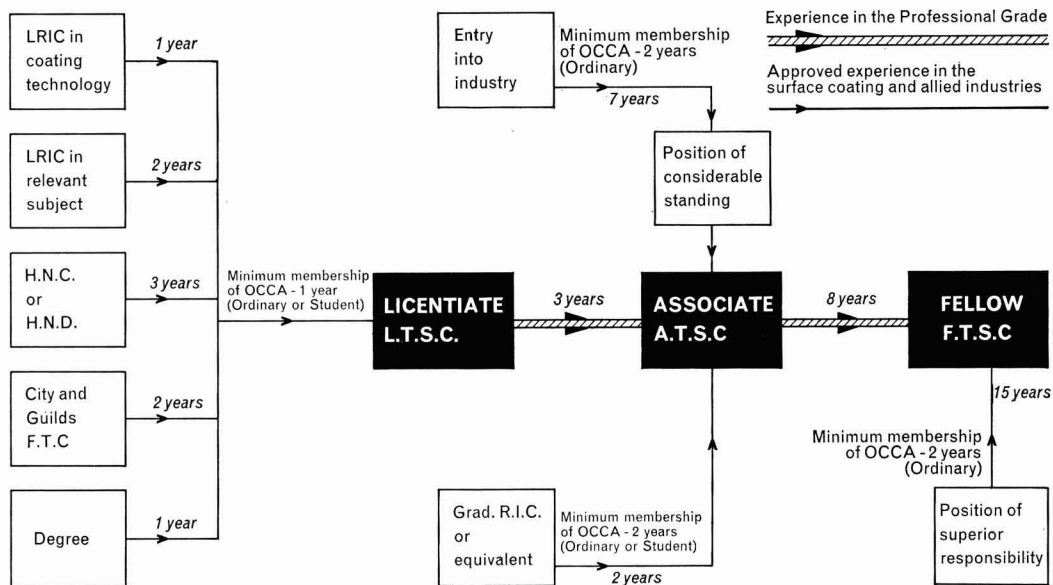 LRIC in
coating
technology
1 year
LRIC in
relevant
subject
2 years
H.N.C.
or
H.N.D.
3 years
City and
Guilds
F.T.C
2 years
Degree
1 year
Minimum membership
of OCCA - 1 year
(Ordinary or Student)
LICENTIATE
L.T.S.C.
3 years
Entry
into
industry
Minimum membership
of OCCA - 2 years
(Ordinary)
7 years
Position of
considerable
standing
ASSOCIATE
A.T.S.C
Grad. R.I.C.
or
equivalent
Minimum membership
of OCCA - 2 years
(Ordinary or Student)
2 years
8 years
FELLOW
F.T.S.C
15 years
Minimum membership
of OCCA - 2 years
(Ordinary)
Position of
superior
responsibility
Experience in the Professional Grade
Approved experience in the
surface coating and allied industries